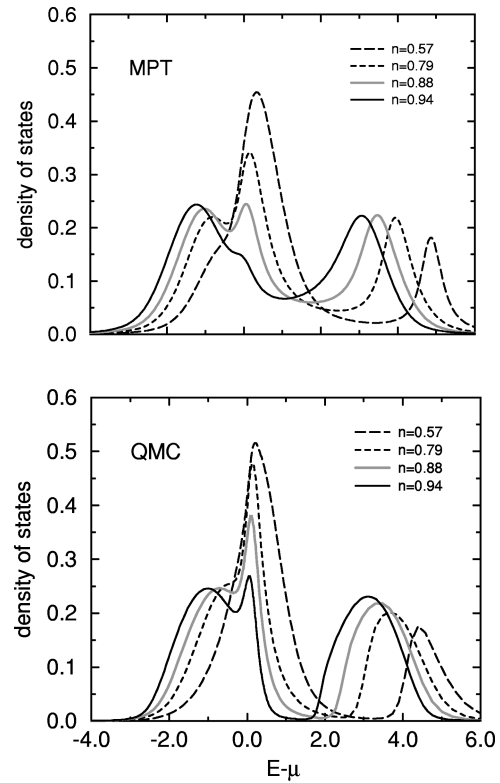 0.6
0.5
0.4
0.3
0.2
0.1
0.0
density of states
MPT
n=0.57
n=0.79
n=0.88
n=0.94
0.6
0.5
0.4
0.3
0.2
0.1
0.0
density of states
QMC
n=0.57
n=0.79
n=0.88
n=0.94
-4.0 -2.0 0.0 2.0 4.0 6.0
E-μ